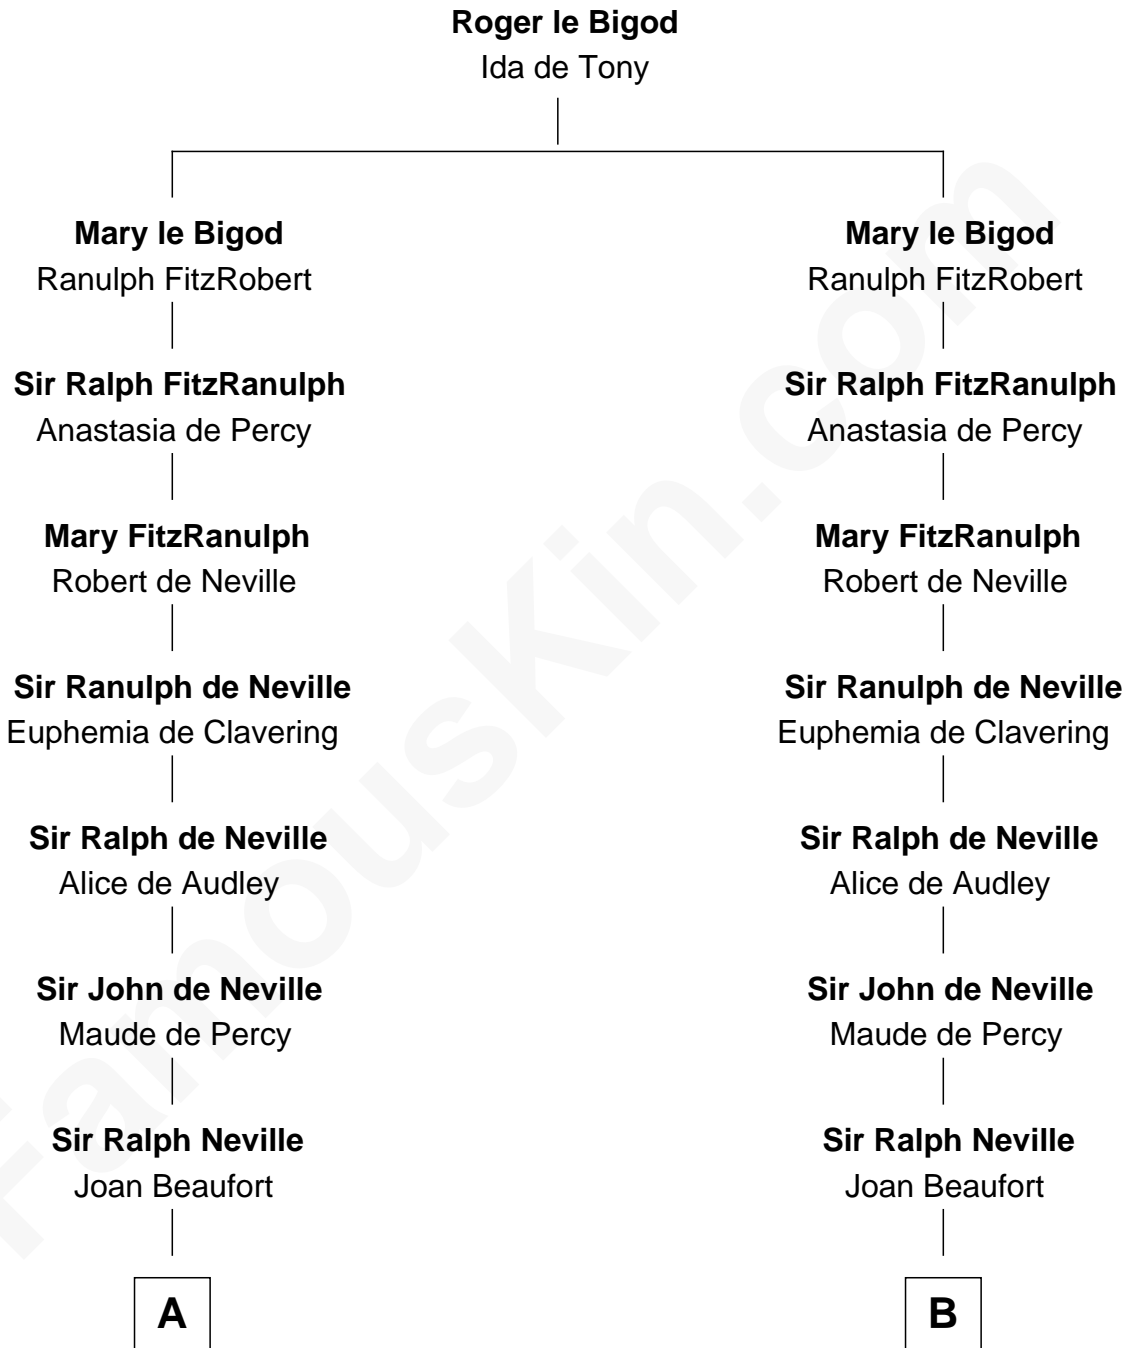 Roger le Bigod
Ida de Tony
Mary le Bigod
Ranulph FitzRobert
Sir Ralph FitzRanulph
Anastasia de Percy
Mary FitzRanulph
Robert de Neville
Sir Ranulph de Neville
Euphemia de Clavering
Sir Ralph de Neville
Alice de Audley
Sir John de Neville
Maude de Percy
Sir Ralph Neville
Joan Beaufort
A
Mary le Bigod
Ranulph FitzRobert
Sir Ralph FitzRanulph
Anastasia de Percy
Mary FitzRanulph
Robert de Neville
Sir Ranulph de Neville
Euphemia de Clavering
Sir Ralph de Neville
Alice de Audley
Sir John de Neville
Maude de Percy
Sir Ralph Neville
Joan Beaufort
B
FamousKin.com